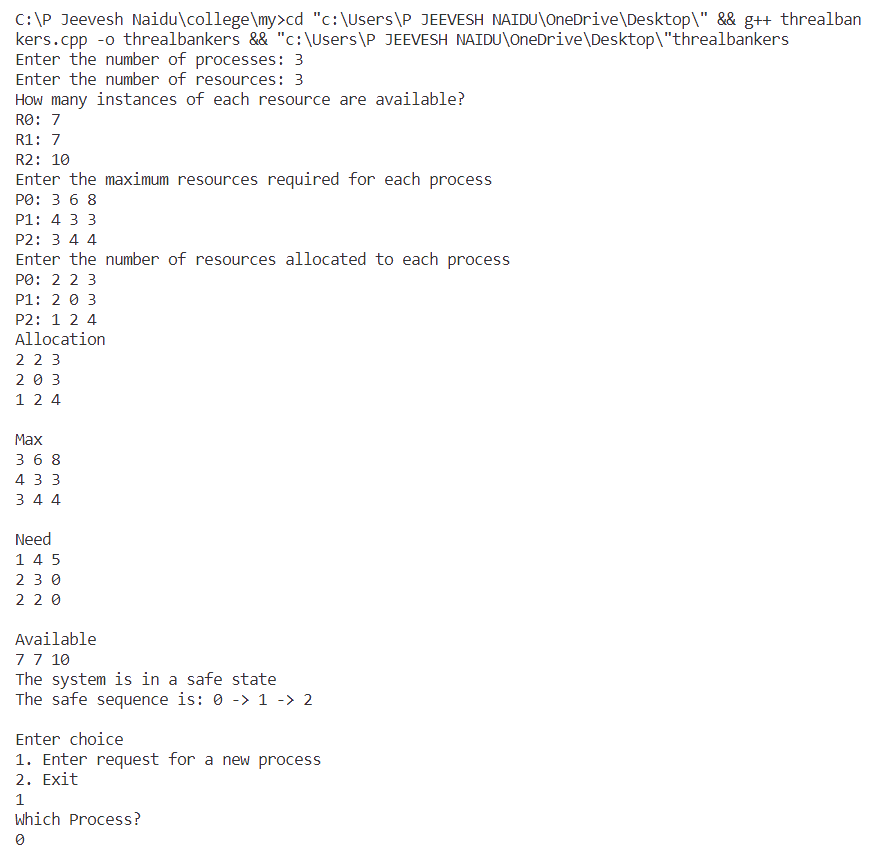 C:\P Jeevesh Naidu\college\my>cd "c:\Users\P JEEVESH NAIDU\OneDrive\Desktop\" && g++ threalban
kers.cpp -o threalbankers && "c:\Users\P JEEVESH NAIDU\OneDrive\Desktop\"threalbankers
Enter the number of processes: 3
Enter the number of resources: 3
How many instances of each resource are available?
R0: 7
R1: 7
R2: 10
Enter the maximum resources required for each process
P0: 3 6 8
P1: 4 3 3
P2: 3 4 4
Enter the number of resources allocated to each process
P0: 2 2 3
P1: 2 0 3
P2: 1 2 4
Allocation
2 2 3
2 0 3
1 2 4

Max
3 6 8
4 3 3
3 4 4

Need
1 4 5
2 3 0
2 2 0

Available
7 7 10
The system is in a safe state
The safe sequence is: 0 -> 1 -> 2

Enter choice
1. Enter request for a new process
2. Exit
1
Which Process?
0